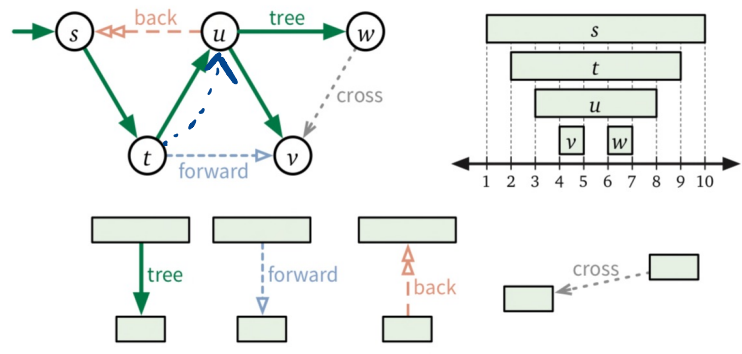 back
tree
s
u
w
cross
t
v
forward
s
t
u
v w
1 2 3 4 5 6 7 8 9 10
tree
forward
back
cross